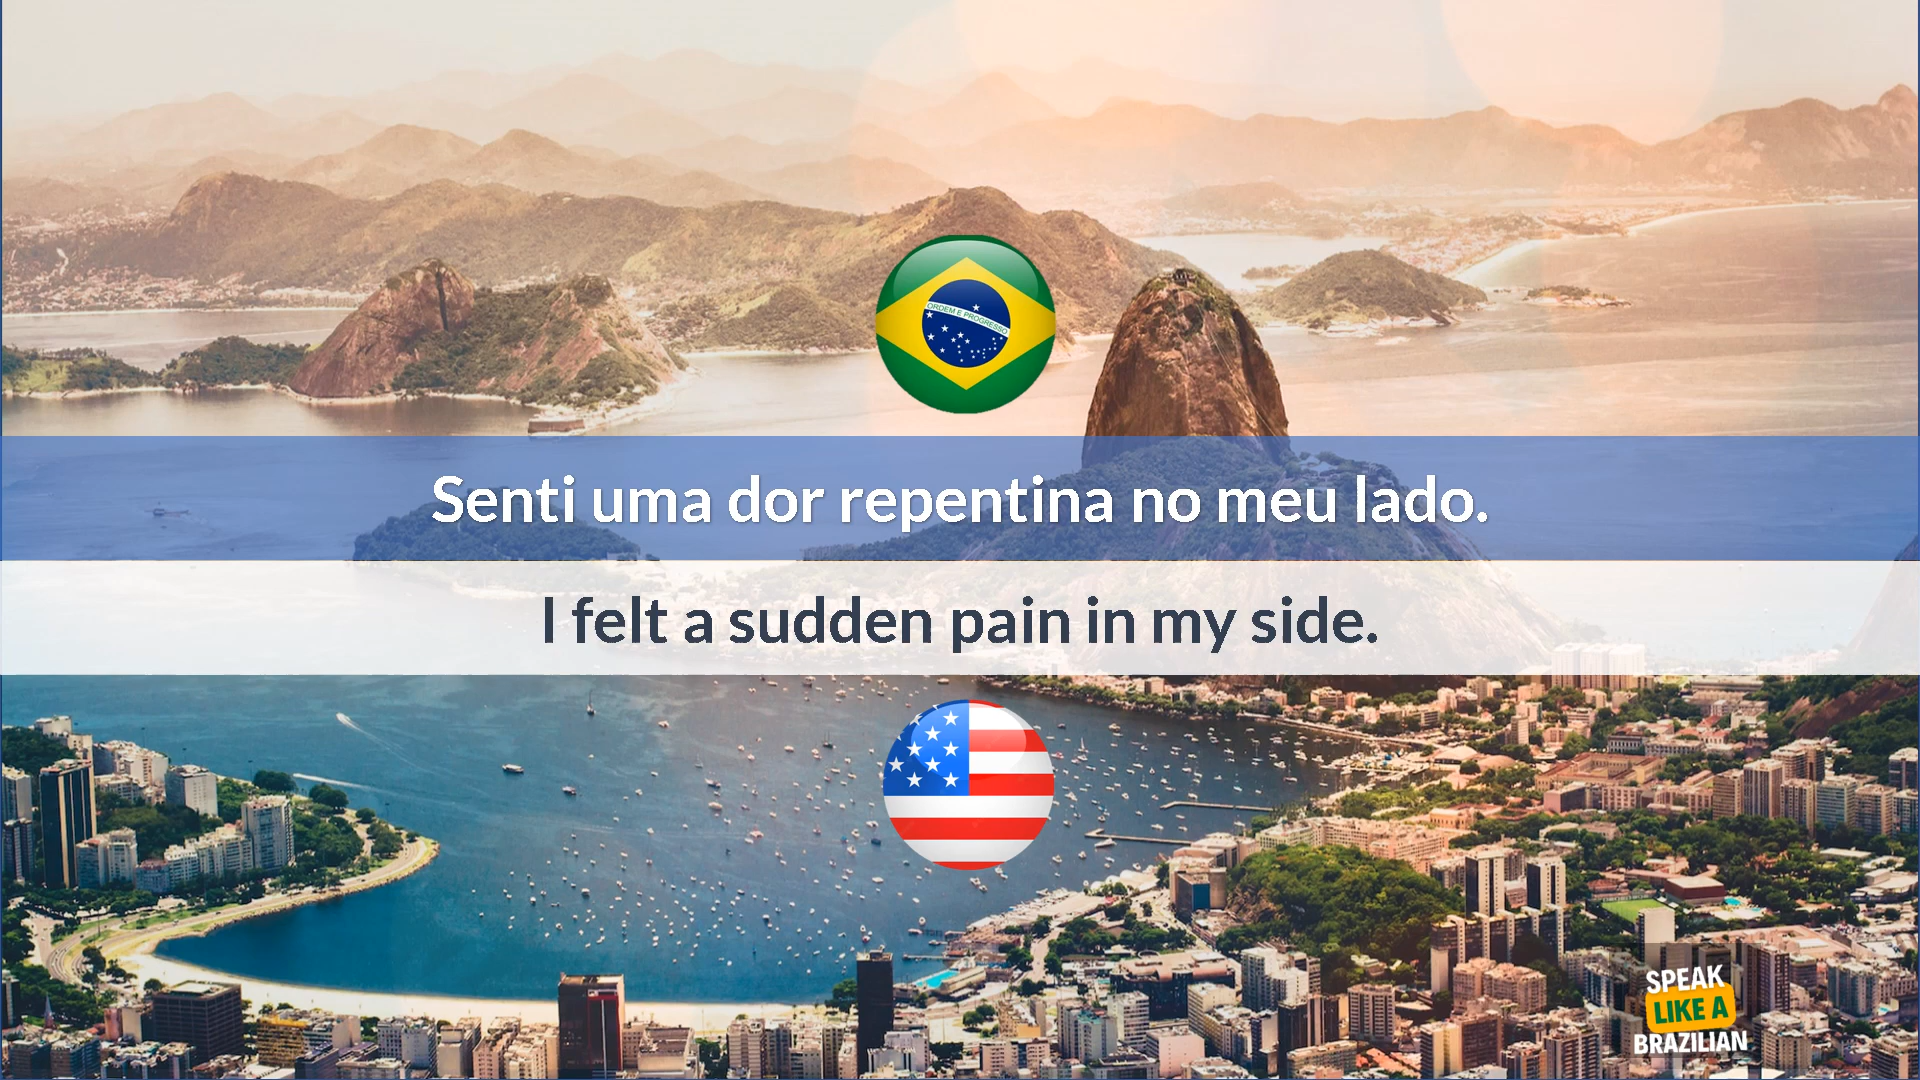 ORDEM E PROGRESSO
Senti uma dor repentina no meu lado.
I felt a sudden pain in my side.
SPEAK
LIKE A
BRAZILIAN